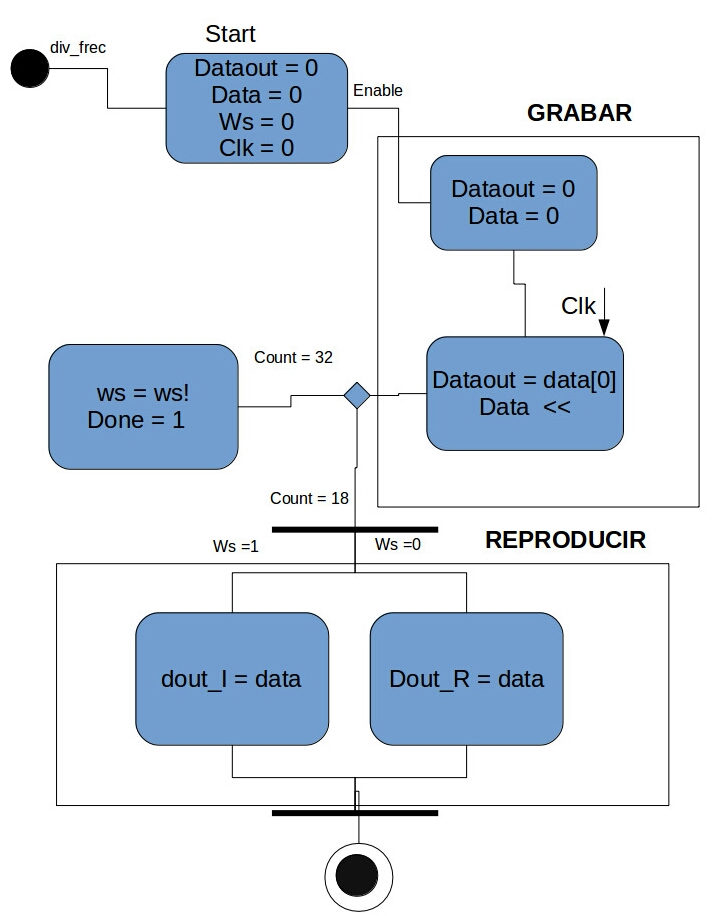 div_frec
Start
Dataout = 0
Data = 0
Ws = 0
Clk = 0
Enable
GRABAR
Dataout = 0
Data = 0
Clk
Dataout = data[0]
Data <<
Count = 32
ws = ws!
Done = 1
Count = 18
Ws =1
Ws =0
REPRODUCIR
dout_I = data
Dout_R = data